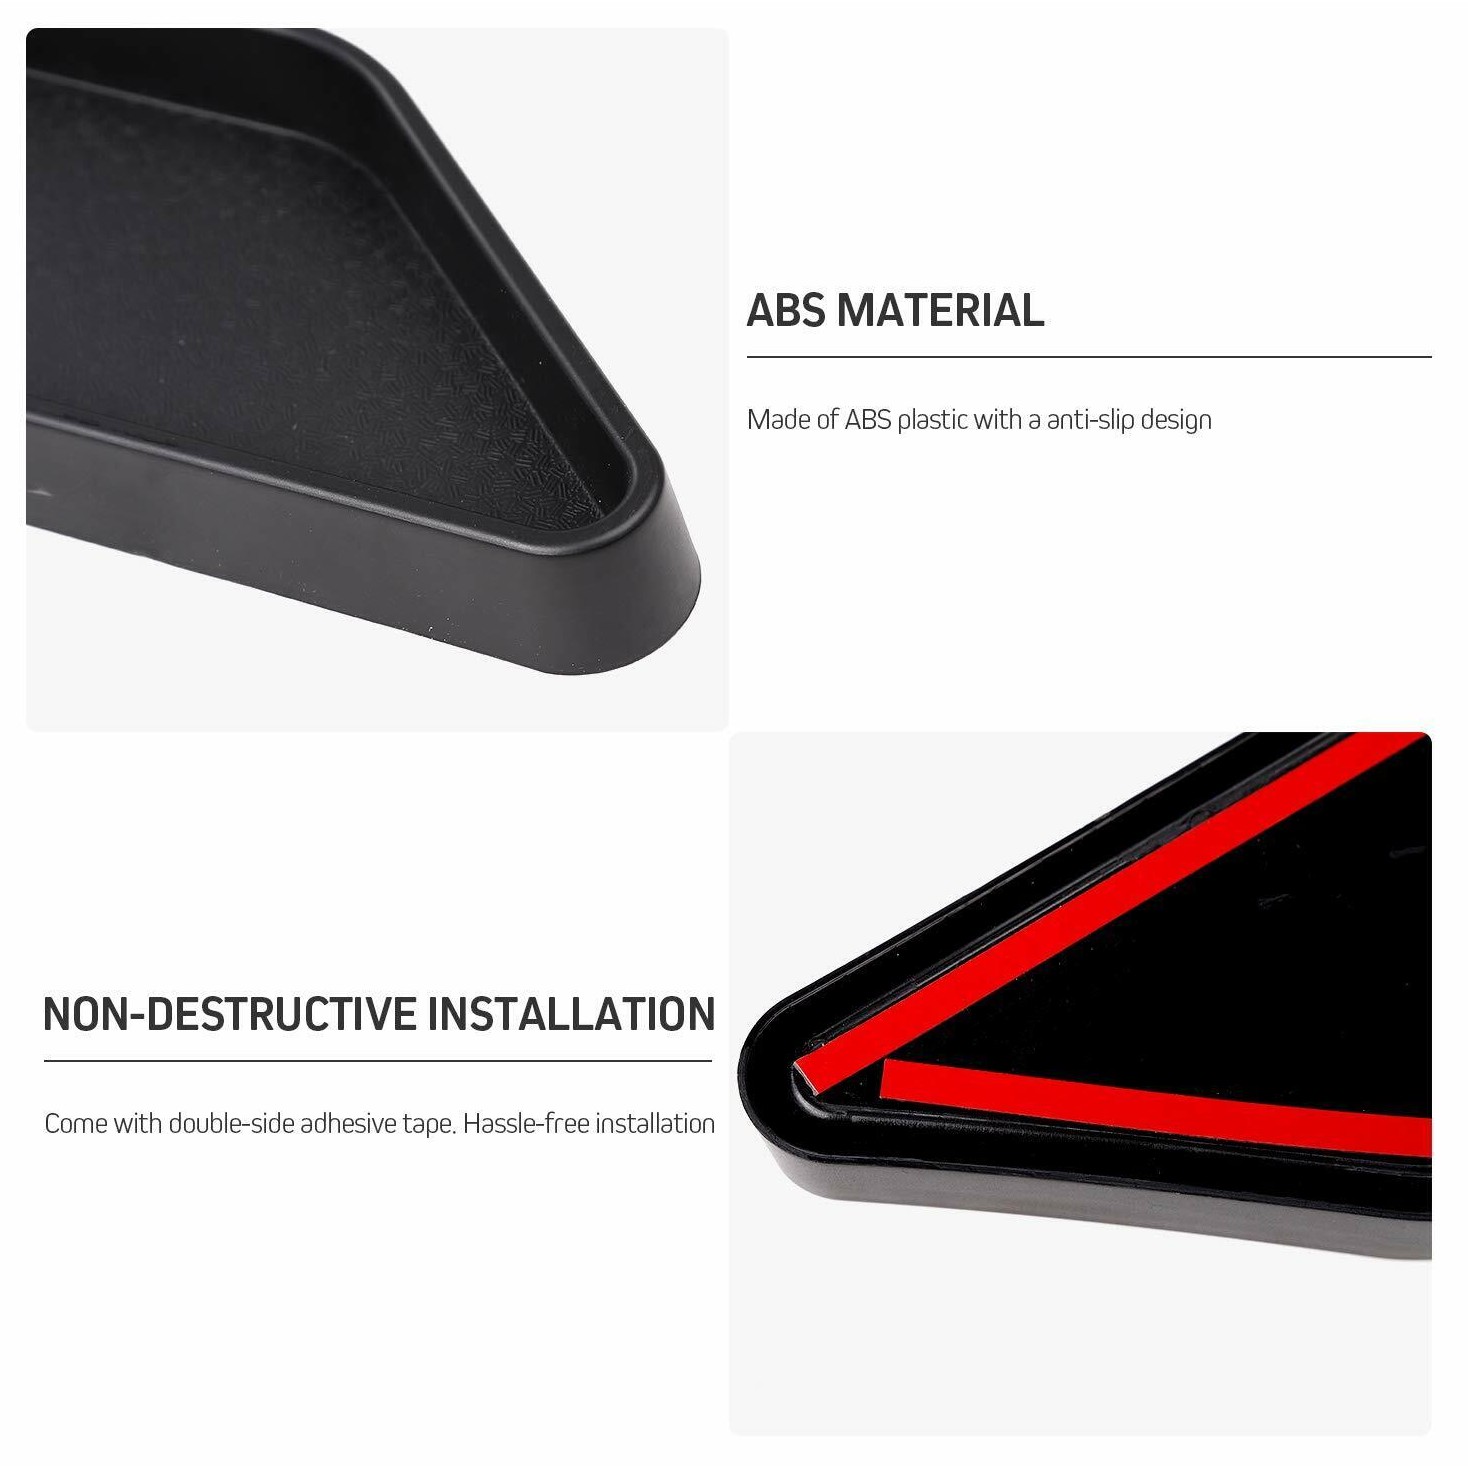 ABS MATERIAL
Made of ABS plastic with a anti-slip design
NON-DESTRUCTIVE INSTALLATION
Come with double-side adhesive tape. Hassle-free installation